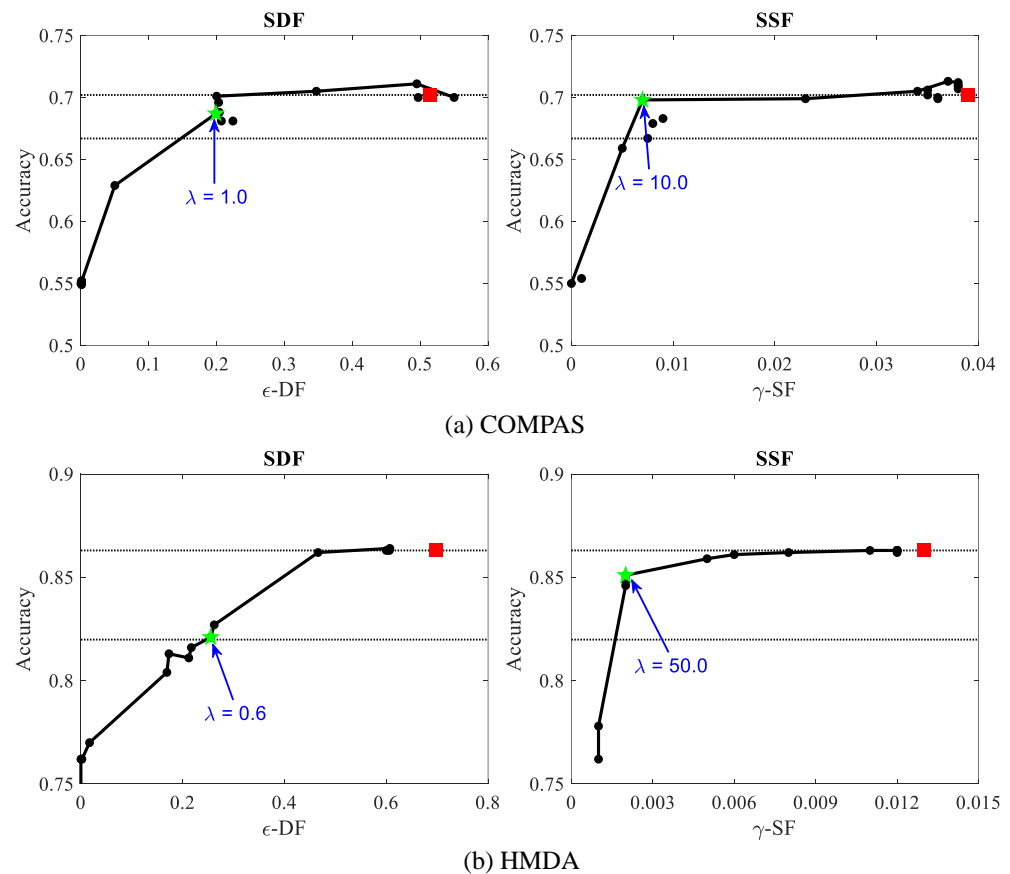 SDF
0.75
0.7
0.65
0.6
0.55
0.5
Accuracy
λ = 1.0
0 0.1 0.2 0.3 0.4 0.5 0.6
ϵ-DF
SSF
0.75
0.7
0.65
0.6
0.55
0.5
Accuracy
λ = 10.0
0 0.01 0.02 0.03 0.04
γ-SF
(a) COMPAS
SDF
0.9
0.85
0.8
0.75
Accuracy
λ = 0.6
0 0.2 0.4 0.6 0.8
ϵ-DF
SSF
0.9
0.85
0.8
0.75
Accuracy
λ = 50.0
0 0.003 0.006 0.009 0.012 0.015
γ-SF
(b) HMDA